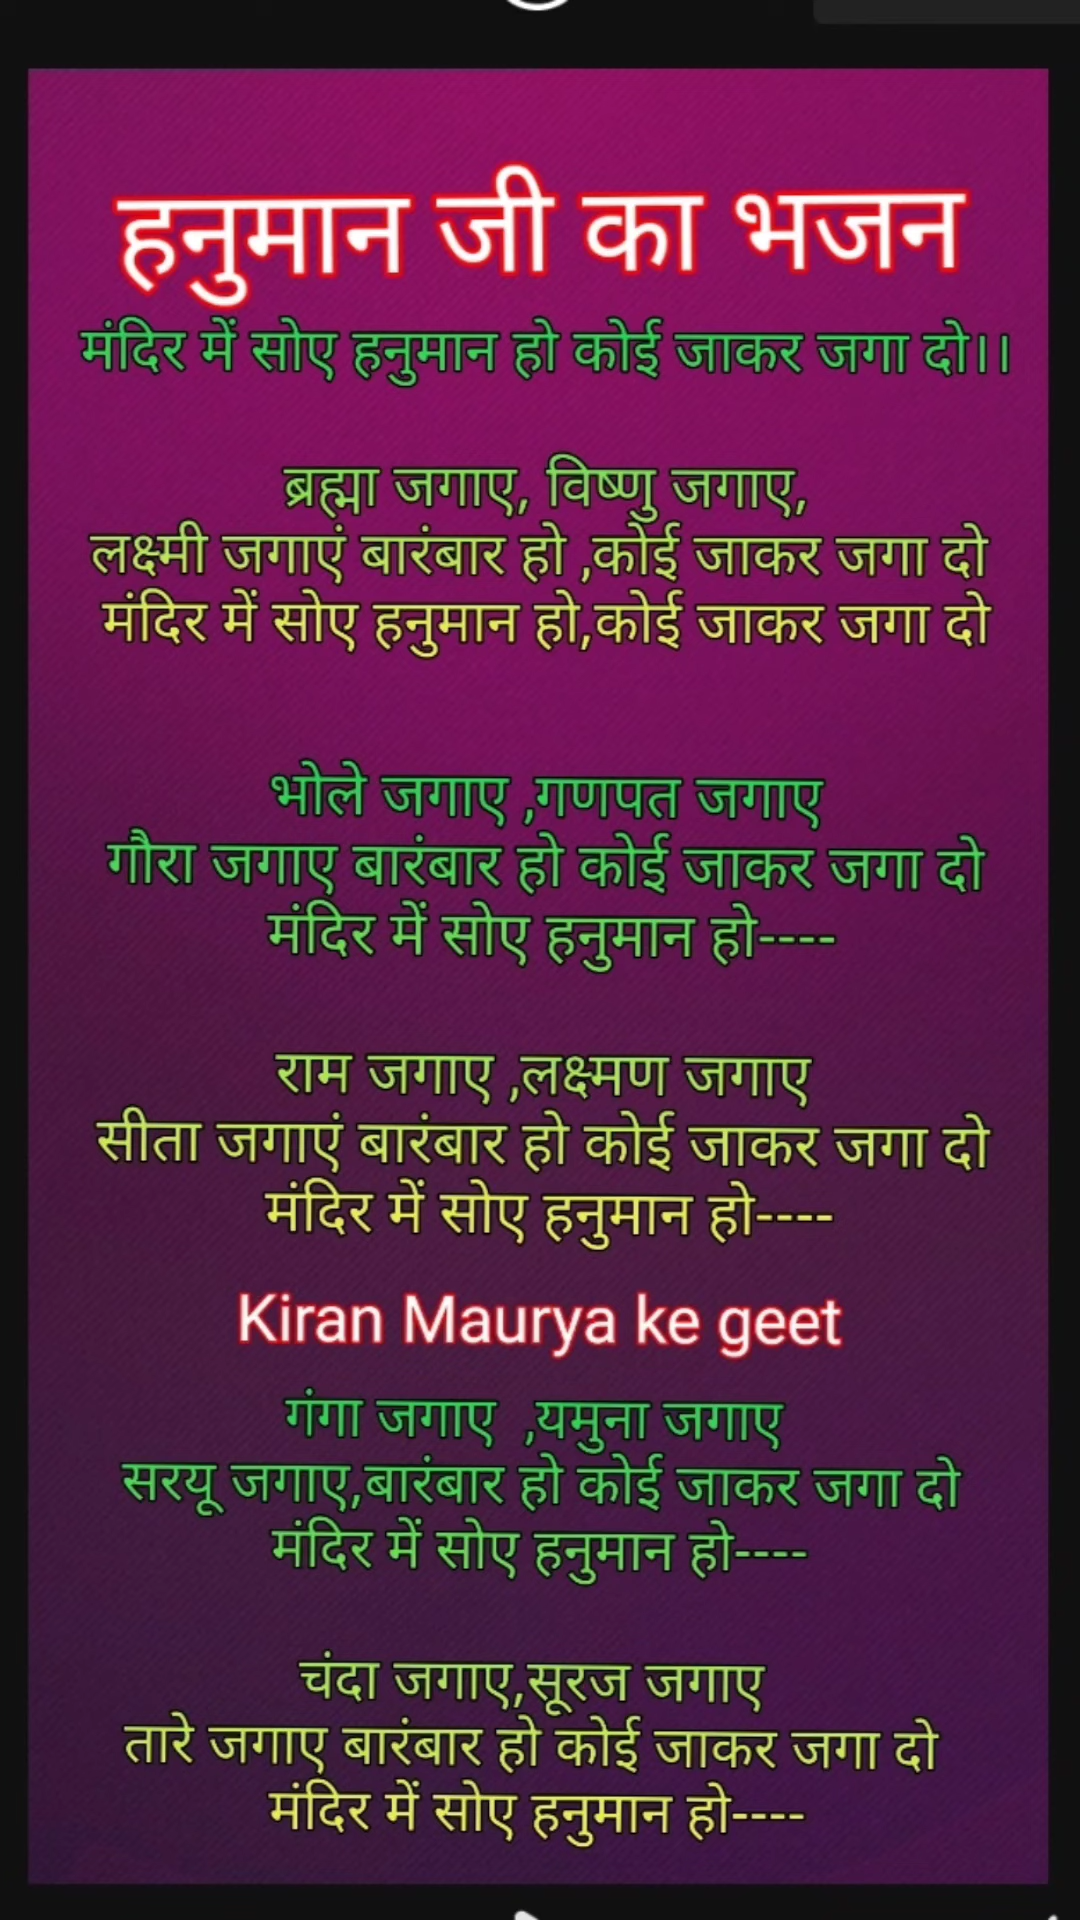 हनुमान जी का भजन
मंदिर में सोए हनुमान हो कोई जाकर जगा दो।।
ब्रह्मा जगाए, विष्णु जगाए,
लक्ष्मी जगाएं बारंबार हो ,कोई जाकर जगा दो
मंदिर में सोए हनुमान हो,कोई जाकर जगा दो
भोले जगाए ,गणपत जगाए
गौरा जगाए बारंबार हो कोई जाकर जगा दो
मंदिर में सोए हनुमान हो----
राम जगाए ,लक्ष्मण जगाए
सीता जगाएं बारंबार हो कोई जाकर जगा दो
मंदिर में सोए हनुमान हो----
Kiran Maurya ke geet
गंगा जगाए ,यमुना जगाए
सरयू जगाए,बारंबार हो कोई जाकर जगा दो
मंदिर में सोए हनुमान हो----
चंदा जगाए,सूरज जगाए
तारे जगाए बारंबार हो कोई जाकर जगा दो
मंदिर में सोए हनुमान हो----